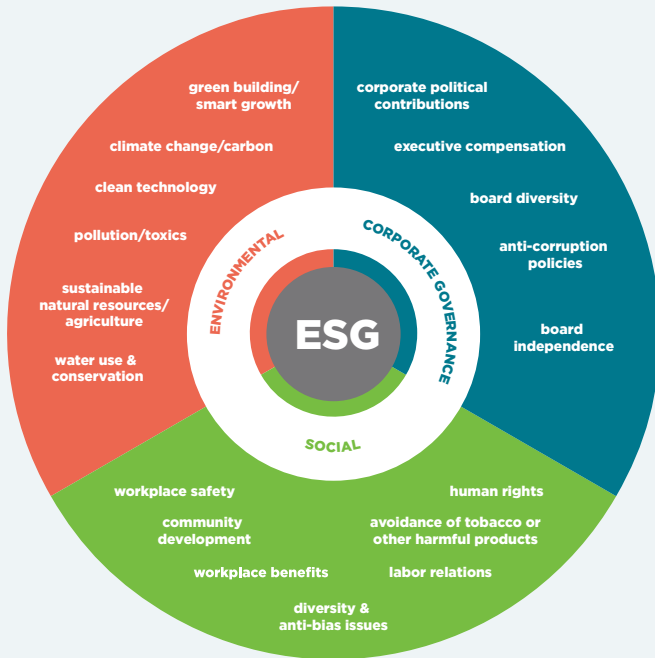 green building/
smart growth
climate change/carbon
clean technology
pollution/toxics
sustainable
natural resources/
agriculture
water use &
conservation
corporate political
contributions
executive compensation
board diversity
anti-corruption
policies
board
independence
ENVIRONMENTAL
CORPORATE GOVERNANCE
ESG
SOCIAL
workplace safety
community
development
workplace benefits
diversity &
anti-bias issues
human rights
avoidance of tobacco or
other harmful products
labor relations